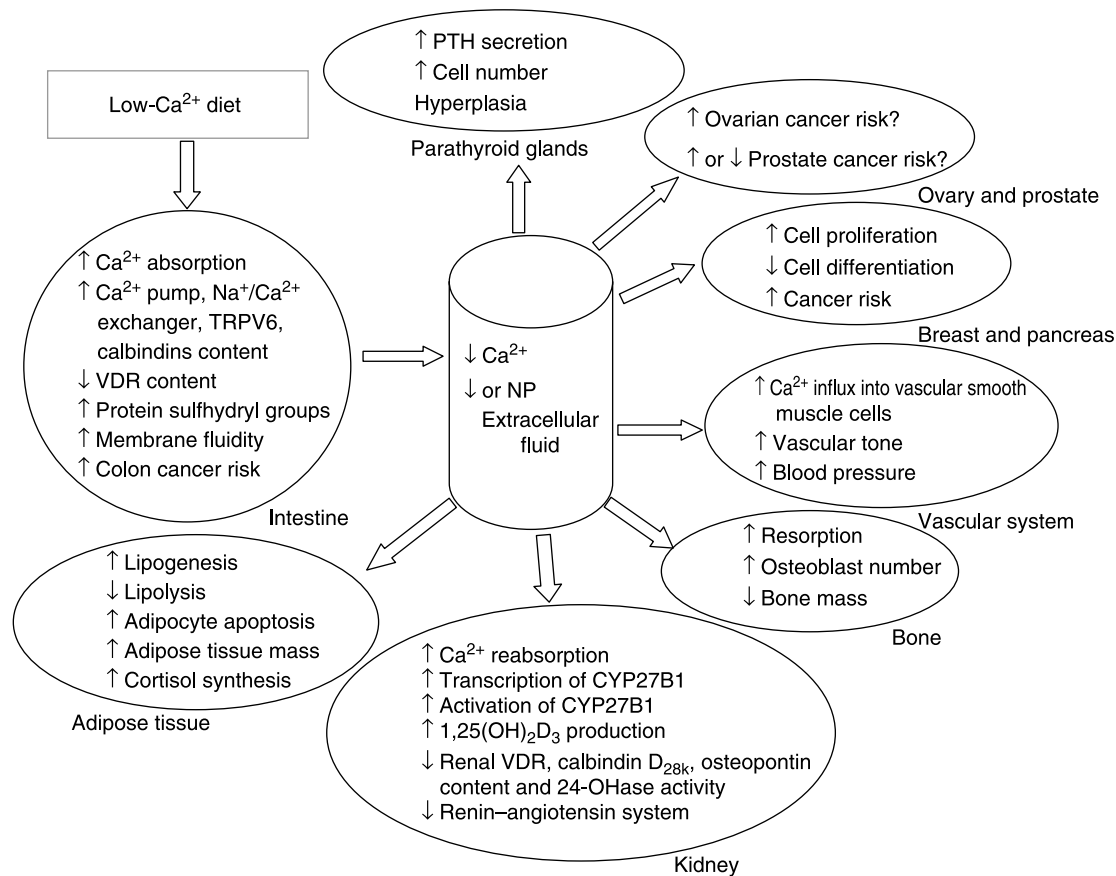 Low-Ca²⁺ diet
↑ PTH secretion
↑ Cell number
Hyperplasia
Parathyroid glands
↑ Ovarian cancer risk?
↑ or ↓ Prostate cancer risk?
Ovary and prostate
↑ Cell proliferation
↓ Cell differentiation
↑ Cancer risk
Breast and pancreas
↑ Ca²⁺ absorption
↑ Ca²⁺ pump, Na⁺/Ca²⁺
exchanger, TRPV6,
calbindins content
↓ VDR content
↑ Protein sulfhydryl groups
↑ Membrane fluidity
↑ Colon cancer risk
Intestine
↓ Ca²⁺
↓ or NP
Extracellular
fluid
↑ Ca²⁺ influx into vascular smooth
muscle cells
↑ Vascular tone
↑ Blood pressure
Vascular system
↑ Resorption
↑ Osteoblast number
↓ Bone mass
Bone
↑ Lipogenesis
↓ Lipolysis
↑ Adipocyte apoptosis
↑ Adipose tissue mass
↑ Cortisol synthesis
Adipose tissue
↑ Ca²⁺ reabsorption
↑ Transcription of CYP27B1
↑ Activation of CYP27B1
↑ 1,25(OH)₂D₃ production
↓ Renal VDR, calbindin D₂₈ₖ, osteopontin
content and 24-OHase activity
↓ Renin–angiotensin system
Kidney